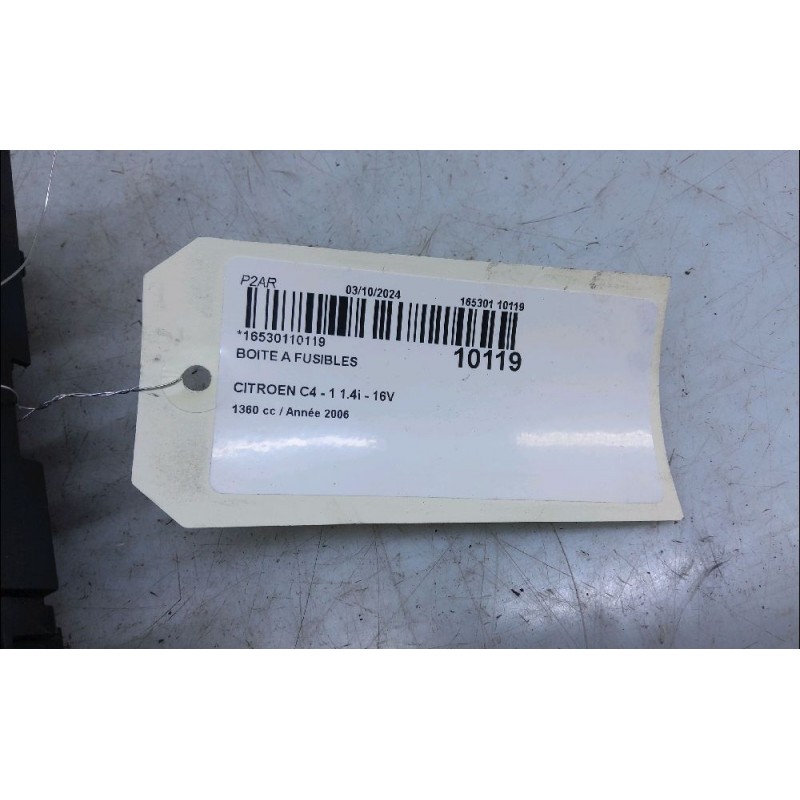 P2AR 03/10/2024 165301 10119
*16530110119
BOITE A FUSIBLES 10119
CITROEN C4 - 1 1.4i - 16V
1360 cc / Année 2006